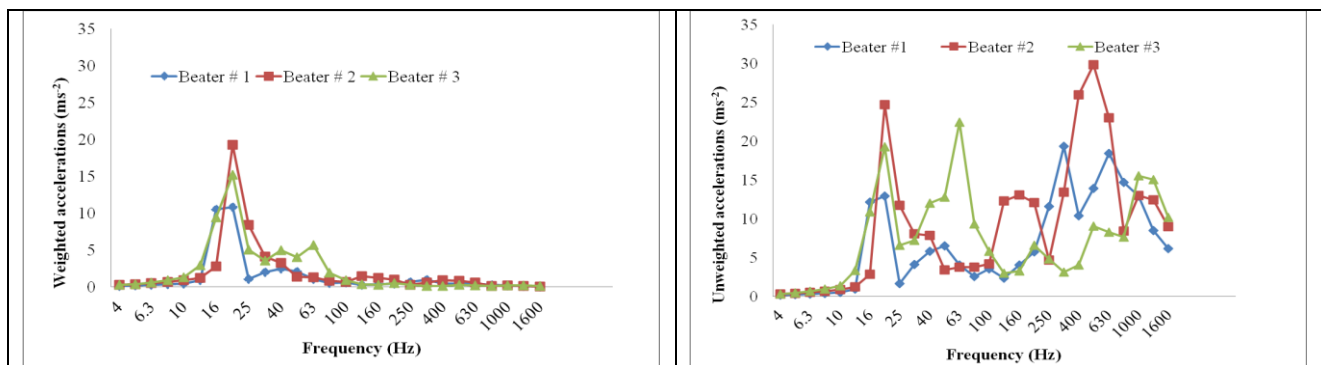 35
30
25
20
15
10
5
0
Weighted accelerations (ms⁻²)
Beater # 1 Beater # 2 Beater # 3
4 6.3 10 16 25 40 63 100 160 250 400 630 1000 1600
Frequency (Hz)
35
30
25
20
15
10
5
0
Unweighted accelerations (ms⁻²)
Beater #1 Beater #2 Beater #3
4 6.3 10 16 25 40 63 100 160 250 400 630 1000 1600
Frequency (Hz)